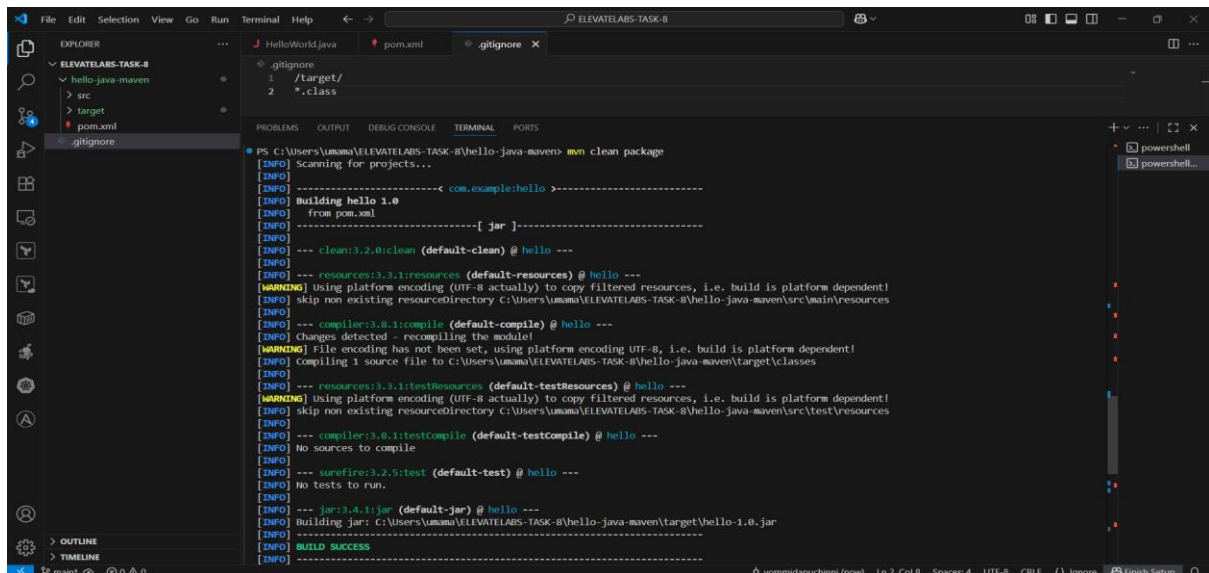 File Edit Selection View Go Run Terminal Help
ELEVATELABS-TASK-8
EXPLORER
ELEVATELABS-TASK-8
hello-java-maven
src
target
pom.xml
.gitignore
OUTLINE
TIMELINE
HelloWorld.java pom.xml .gitignore
.gitignore
1 /target/
2 *.class
PROBLEMS OUTPUT DEBUG CONSOLE TERMINAL PORTS
powershell
powershell...
PS C:\Users\umama\ELEVATELABS-TASK-8\hello-java-maven> mvn clean package
[INFO] Scanning for projects...
[INFO]
[INFO] -------------------------< com.example:hello >--------------------------
[INFO] Building hello 1.0
[INFO]   from pom.xml
[INFO] --------------------------------[ jar ]---------------------------------
[INFO]
[INFO] --- clean:3.2.0:clean (default-clean) @ hello ---
[INFO]
[INFO] --- resources:3.3.1:resources (default-resources) @ hello ---
[WARNING] Using platform encoding (UTF-8 actually) to copy filtered resources, i.e. build is platform dependent!
[INFO] skip non existing resourceDirectory C:\Users\umama\ELEVATELABS-TASK-8\hello-java-maven\src\main\resources
[INFO]
[INFO] --- compiler:3.8.1:compile (default-compile) @ hello ---
[INFO] Changes detected - recompiling the module!
[WARNING] File encoding has not been set, using platform encoding UTF-8, i.e. build is platform dependent!
[INFO] Compiling 1 source file to C:\Users\umama\ELEVATELABS-TASK-8\hello-java-maven\target\classes
[INFO]
[INFO] --- resources:3.3.1:testResources (default-testResources) @ hello ---
[WARNING] Using platform encoding (UTF-8 actually) to copy filtered resources, i.e. build is platform dependent!
[INFO] skip non existing resourceDirectory C:\Users\umama\ELEVATELABS-TASK-8\hello-java-maven\src\test\resources
[INFO]
[INFO] --- compiler:3.8.1:testCompile (default-testCompile) @ hello ---
[INFO] No sources to compile
[INFO]
[INFO] --- surefire:3.2.5:test (default-test) @ hello ---
[INFO] No tests to run.
[INFO]
[INFO] --- jar:3.4.1:jar (default-jar) @ hello ---
[INFO] Building jar: C:\Users\umama\ELEVATELABS-TASK-8\hello-java-maven\target\hello-1.0.jar
[INFO] ------------------------------------------------------------------------
[INFO] BUILD SUCCESS
[INFO] ------------------------------------------------------------------------
main* 0 0 vommidapuchinni (now) Ln 2, Col 8 Spaces: 4 UTF-8 CRLF {} Ignore Finish Setup